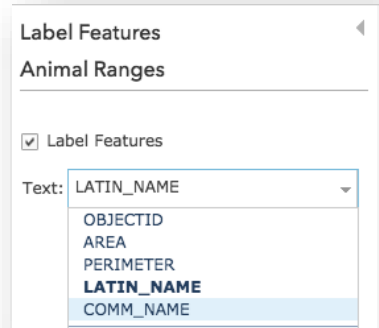 Label Features
Animal Ranges
Label Features
Text: LATIN_NAME
OBJECTID
AREA
PERIMETER
LATIN_NAME
COMM_NAME